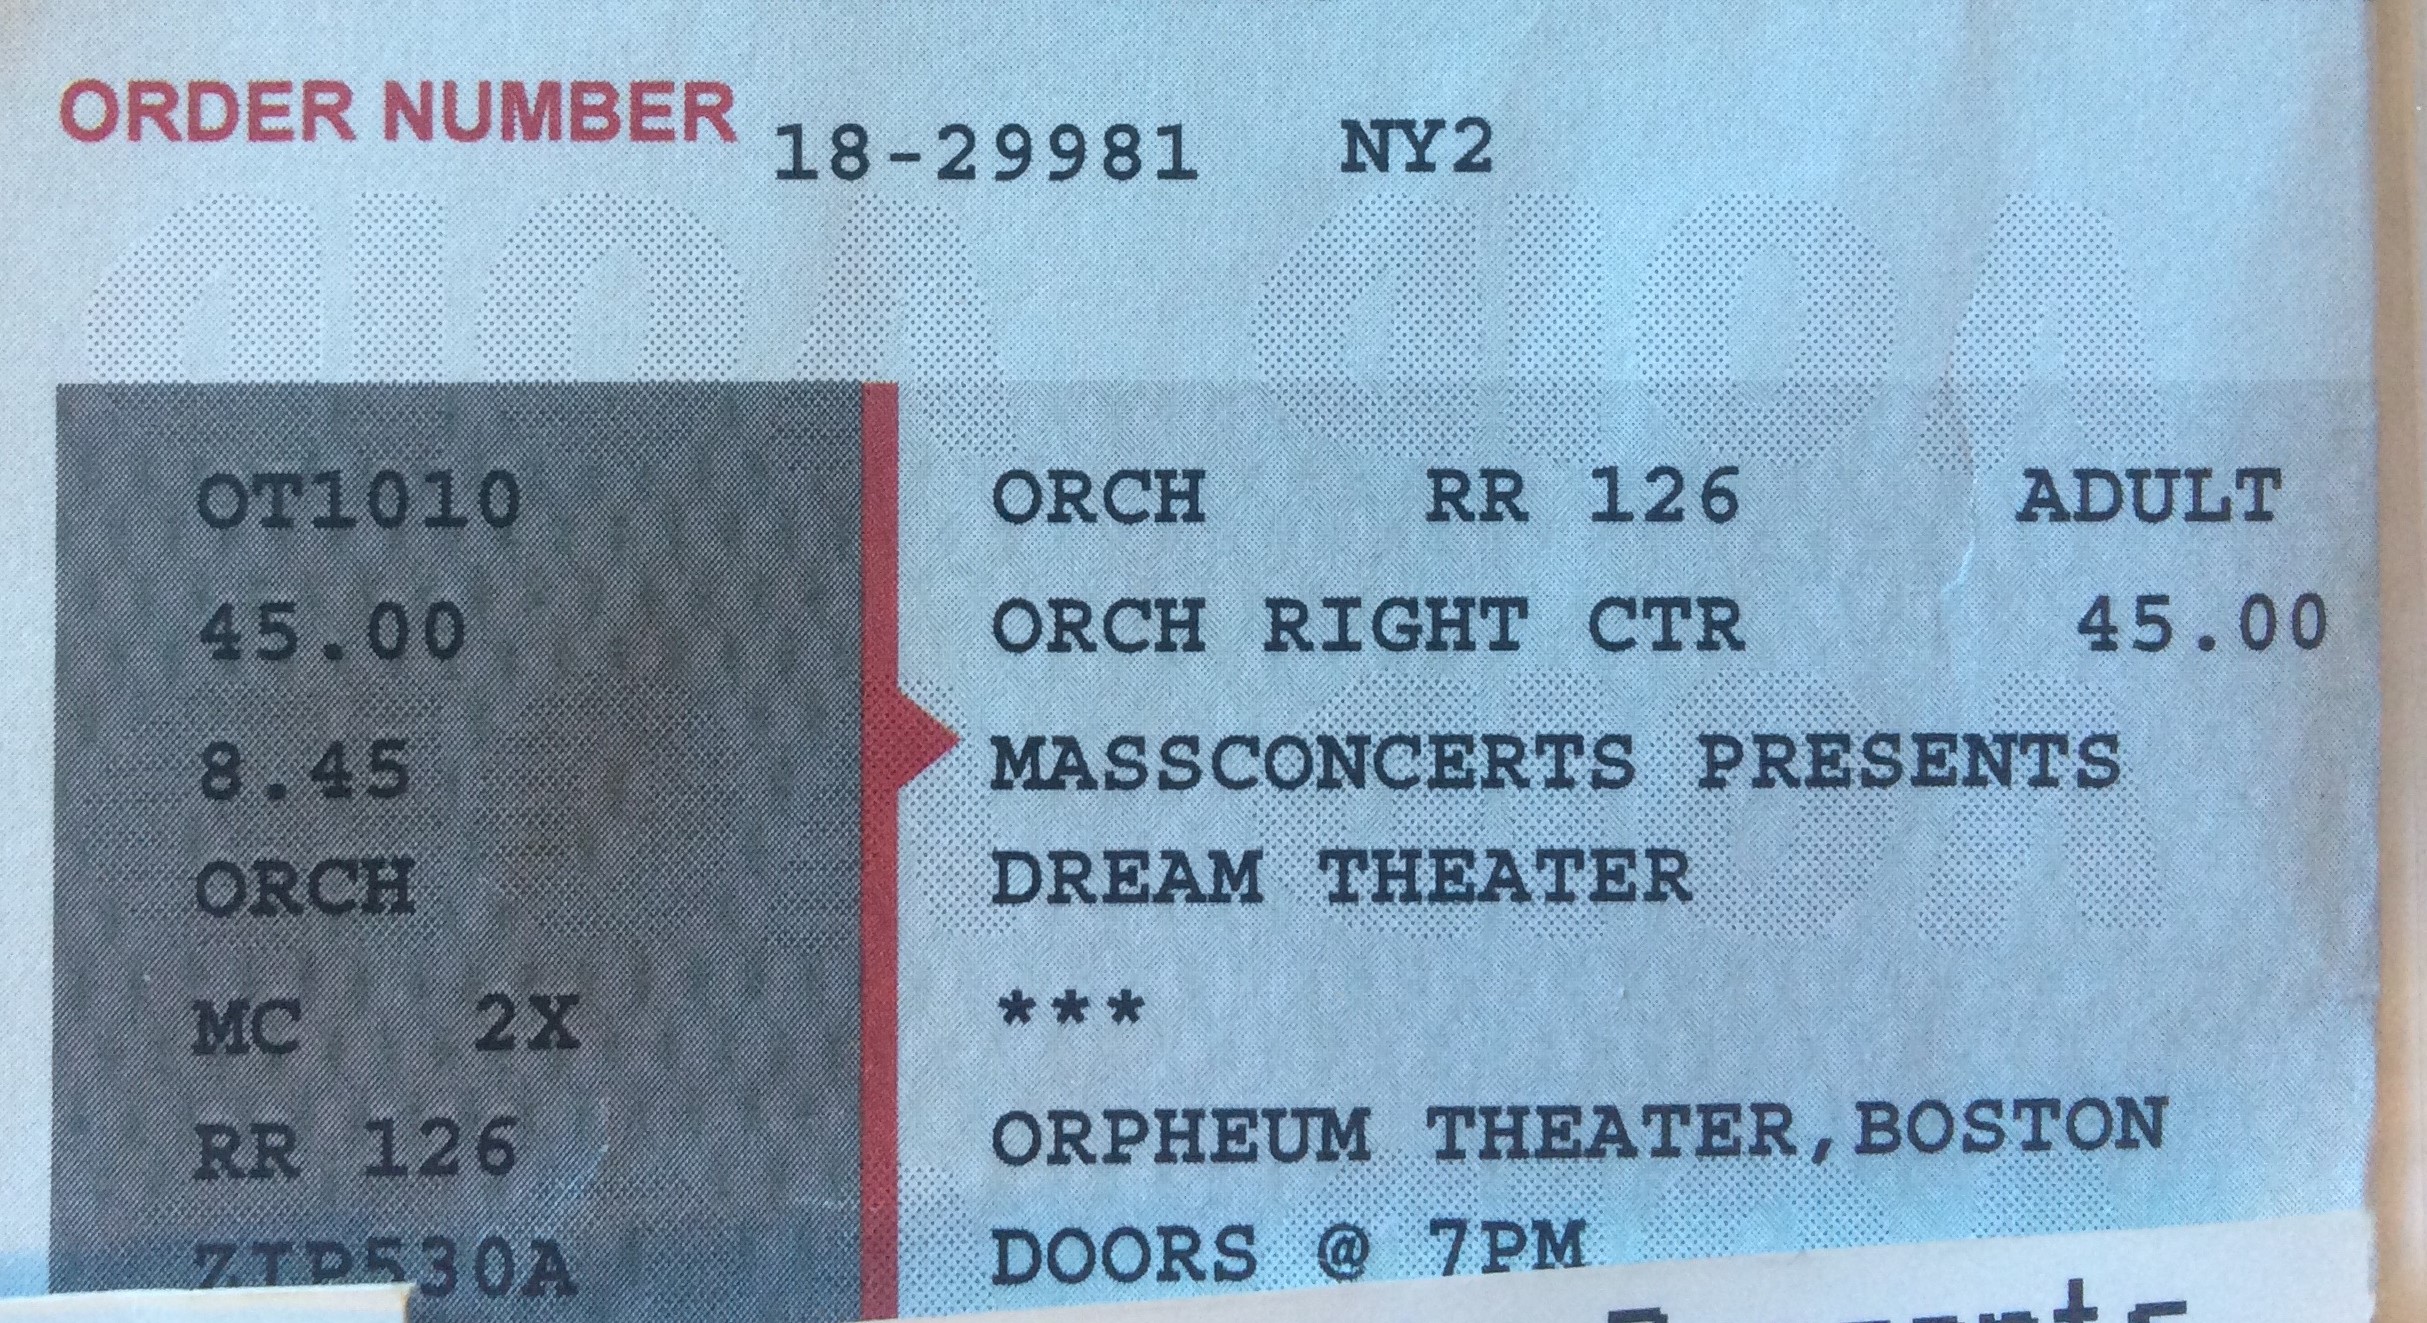 ORDER NUMBER 18-29981 NY2
OT1010
45.00
8.45
ORCH
MC 2X
RR 126
ZIP530A
ORCH RR 126 ADULT
ORCH RIGHT CTR 45.00
MASSCONCERTS PRESENTS
DREAM THEATER
***
ORPHEUM THEATER,BOSTON
DOORS @ 7PM